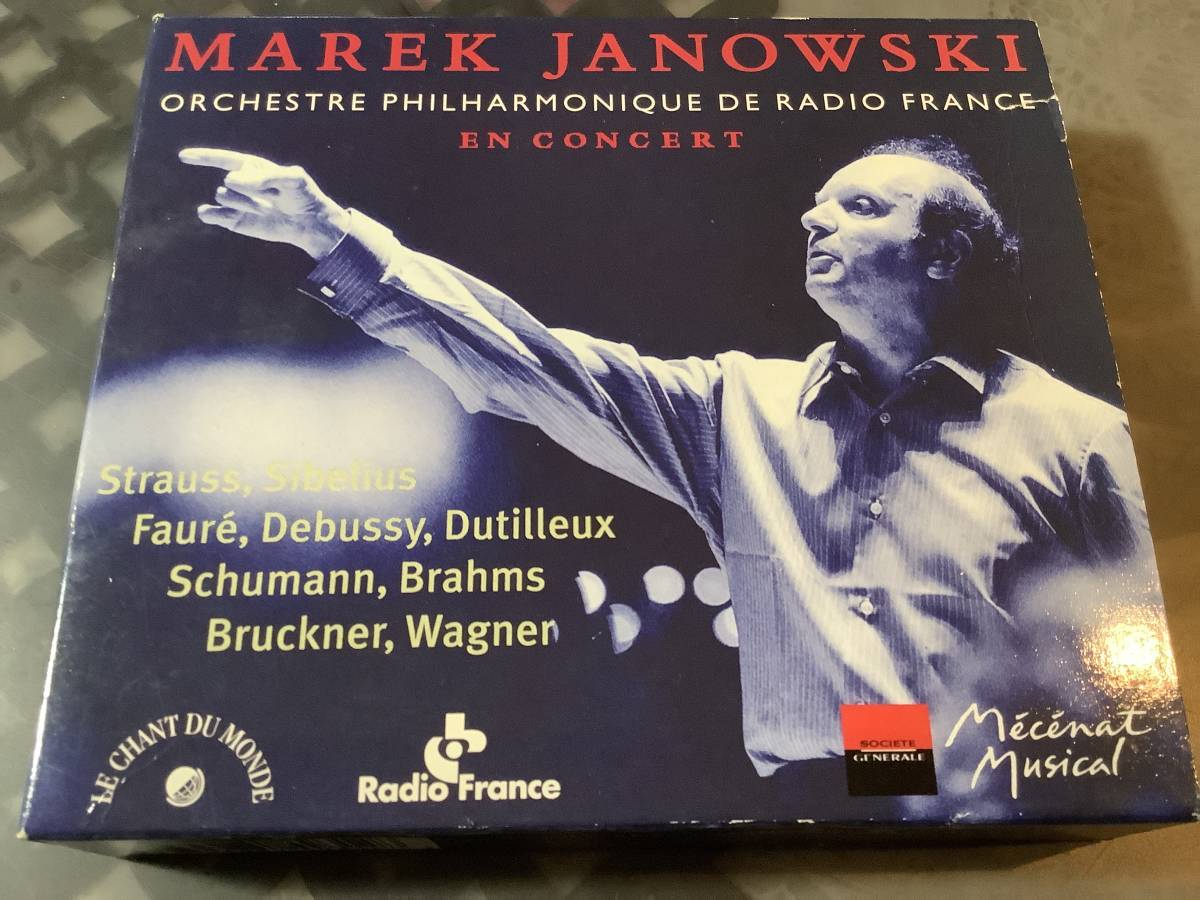 MAREK JANOWSKI
ORCHESTRE PHILHARMONIQUE DE RADIO FRANCE
EN CONCERT
Strauss, Sibelius
Fauré, Debussy, Dutilleux
Schumann, Brahms
Bruckner, Wagner
LE CHANT DU MONDE
Radio France
SOCIETE
GENERALE
Mécénat
Musical